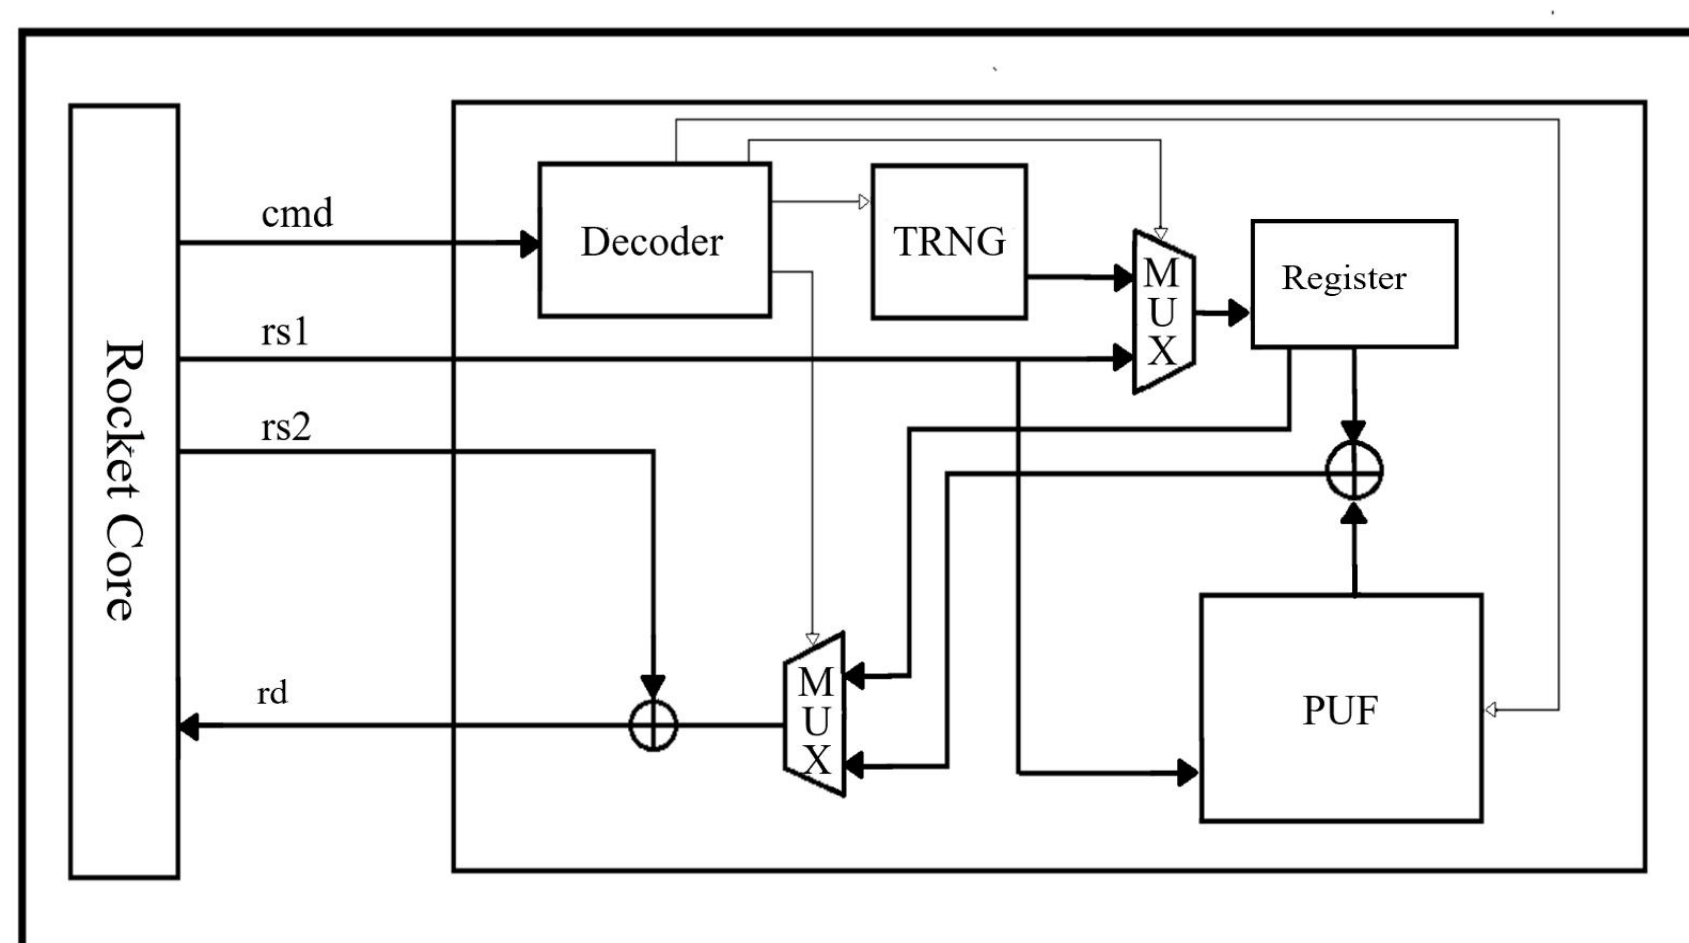 Rocket Core
cmd
rs1
rs2
rd
Decoder
TRNG
M
U
X
Register
M
U
X
PUF